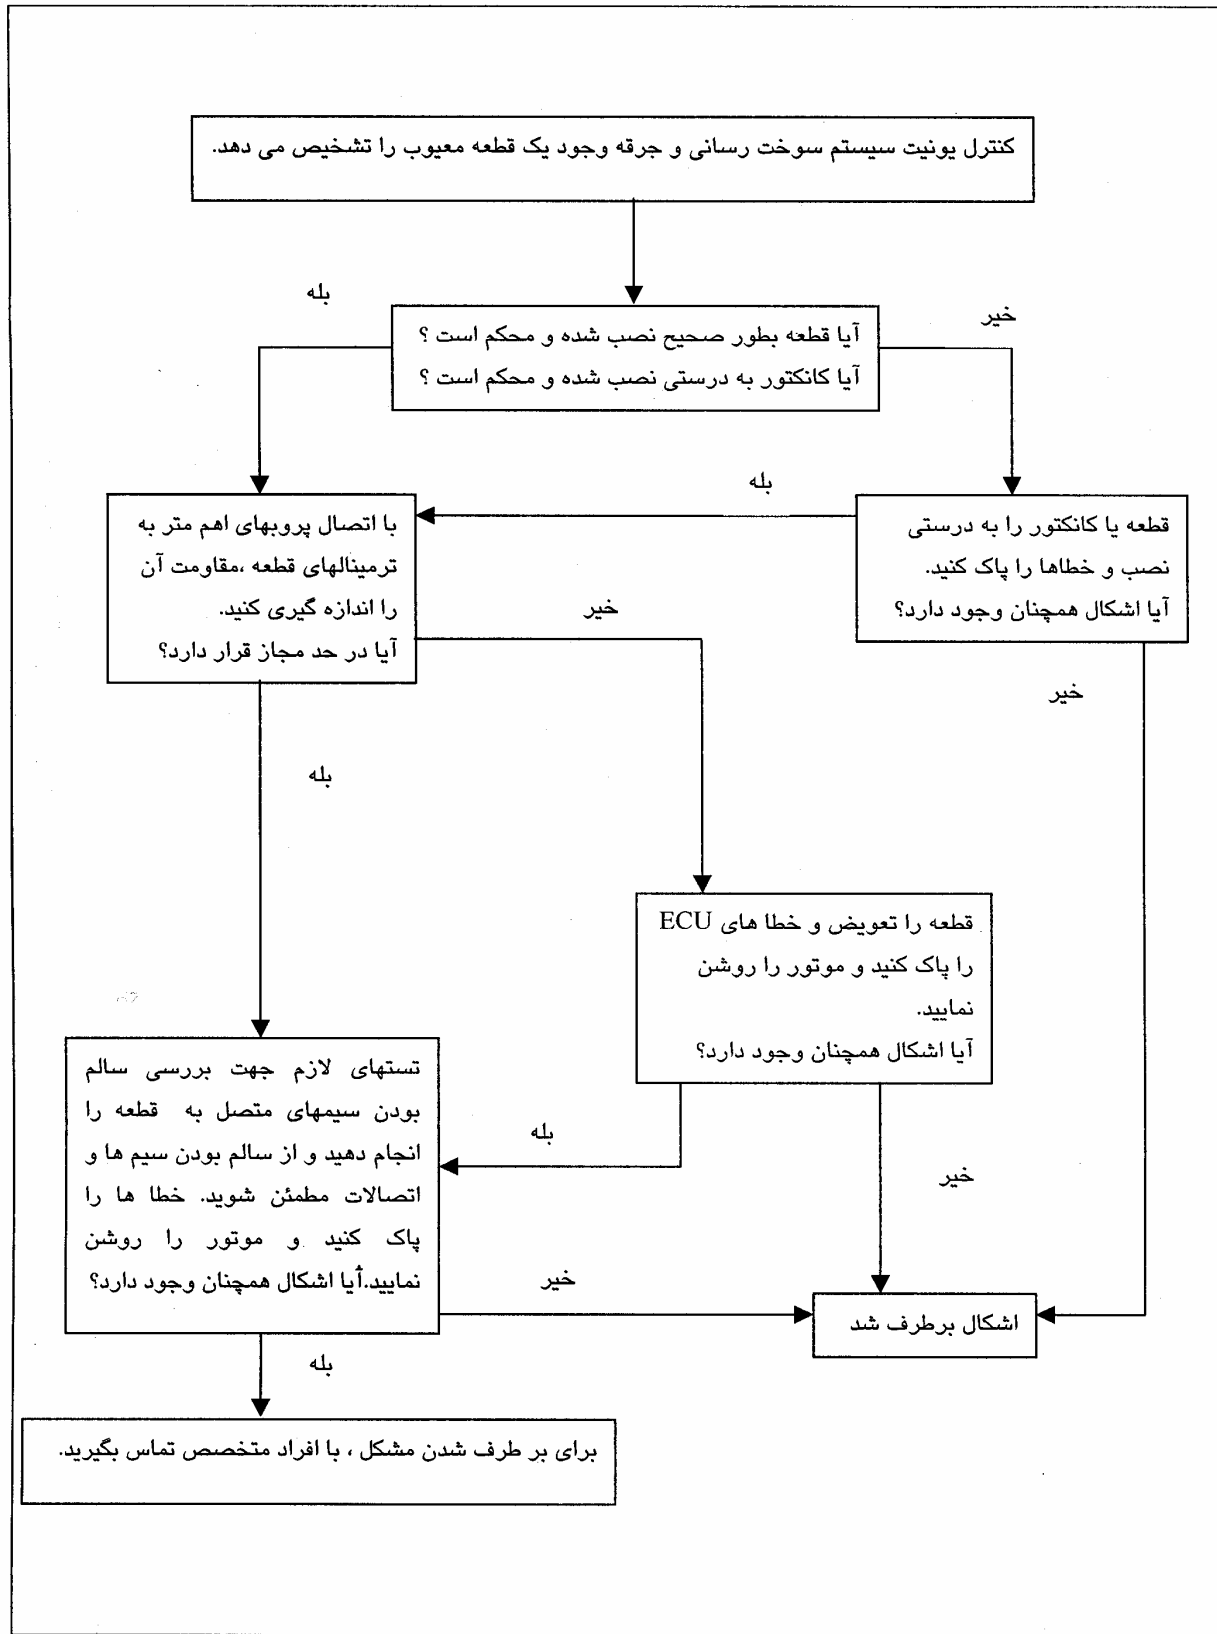 کنترل یونیت سیستم سوخت رسانی و جرقه وجود یک قطعه معیوب را تشخیص می دهد.
بله
خیر
آیا قطعه بطور صحیح نصب شده و محکم است ؟
آیا کانکتور به درستی نصب شده و محکم است ؟
بله
قطعه یا کانکتور را به درستی
نصب و خطاها را پاک کنید.
آیا اشکال همچنان وجود دارد؟
با اتصال پروبهای اهم متر به
ترمینالهای قطعه ،مقاومت آن
را اندازه گیری کنید.
آیا در حد مجاز قرار دارد؟
خیر
خیر
بله
قطعه را تعویض و خطا های ECU
را پاک کنید و موتور را روشن
نمایید.
آیا اشکال همچنان وجود دارد؟
تستهای لازم جهت بررسی سالم
بودن سیمهای متصل به قطعه را
انجام دهید و از سالم بودن سیم ها و
اتصالات مطمئن شوید. خطا ها را
پاک کنید و موتور را روشن
نمایید.آیا اشکال همچنان وجود دارد؟
بله
خیر
خیر
اشکال برطرف شد
بله
برای بر طرف شدن مشکل ، با افراد متخصص تماس بگیرید.